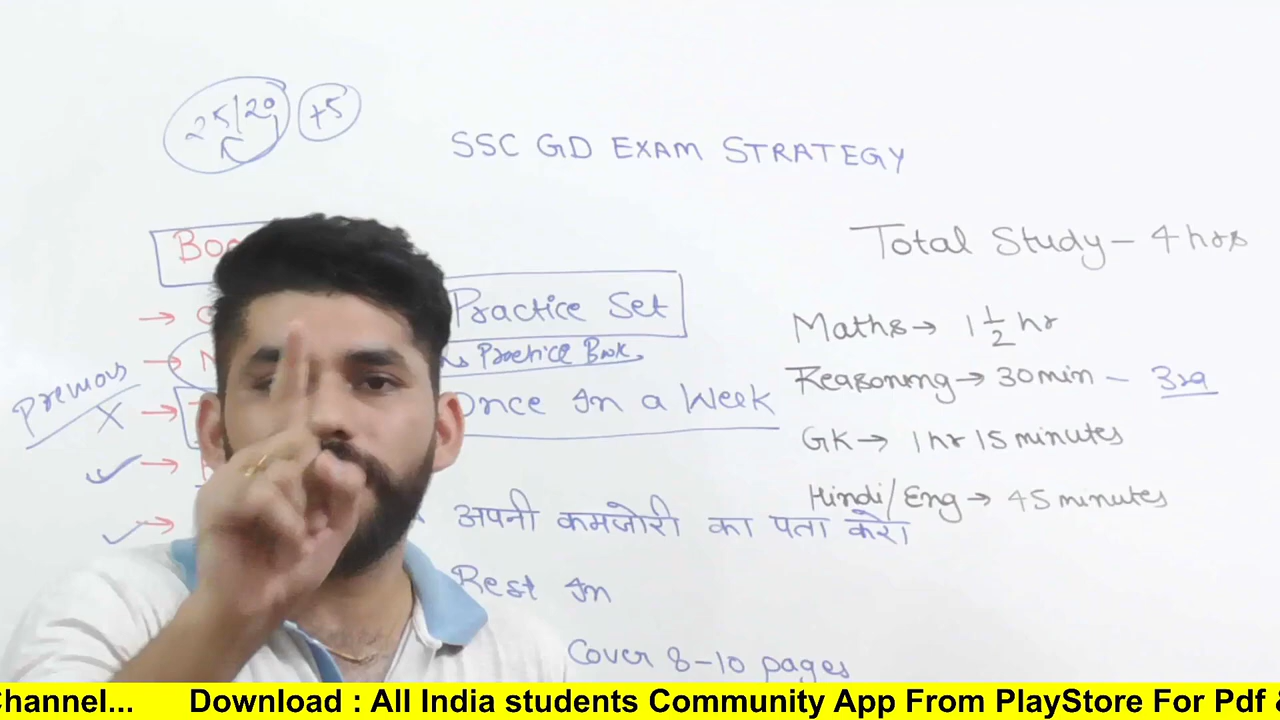 25/20 +5
SSC GD EXAM STRATEGY
Total Study - 4 hrs
Practice Set
Practice Book
Previous
Once In a Week
Maths → 1 1/2 hr
Reasoning → 30 min -
GK → 1 hr 15 minutes
Hindi/Eng → 45 minutes
अपनी कमजोरी का पता करो
Rest In
Cover 8-10 pages
Channel... Download : All India students Community App From PlayStore For Pdf